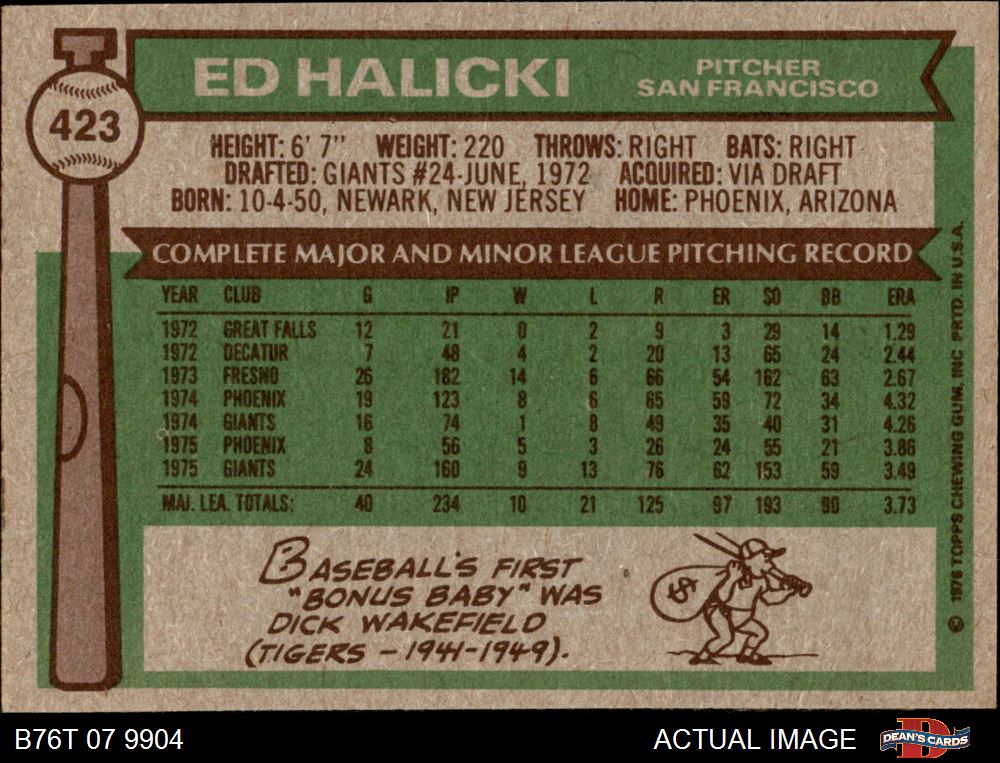 423
ED HALICKI
PITCHER
SAN FRANCISCO
HEIGHT: 6' 7" WEIGHT: 220 THROWS: RIGHT BATS: RIGHT
DRAFTED: GIANTS #24-JUNE, 1972 ACQUIRED: VIA DRAFT
BORN: 10-4-50, NEWARK, NEW JERSEY HOME: PHOENIX, ARIZONA
COMPLETE MAJOR AND MINOR LEAGUE PITCHING RECORD
YEAR CLUB G IP W L R ER SO BB ERA
1972 GREAT FALLS 12 21 0 2 9 3 29 14 1.29
1972 DECATUR 7 48 4 2 20 13 65 24 2.44
1973 FRESNO 26 182 14 6 66 54 162 63 2.67
1974 PHOENIX 19 123 8 6 65 59 72 34 4.32
1974 GIANTS 16 74 1 8 49 35 40 31 4.26
1975 PHOENIX 8 56 5 3 26 24 55 21 3.86
1975 GIANTS 24 160 9 13 76 62 153 59 3.49
MAJ. LEA. TOTALS: 40 234 10 21 125 97 193 90 3.73
BASEBALL'S FIRST
"BONUS BABY" WAS
DICK WAKEFIELD
(TIGERS - 1941-1949).
$
© 1976 TOPPS CHEWING GUM, INC PRTD. IN U.S.A.
B76T 07 9904
ACTUAL IMAGE
D
DEAN'S CARDS